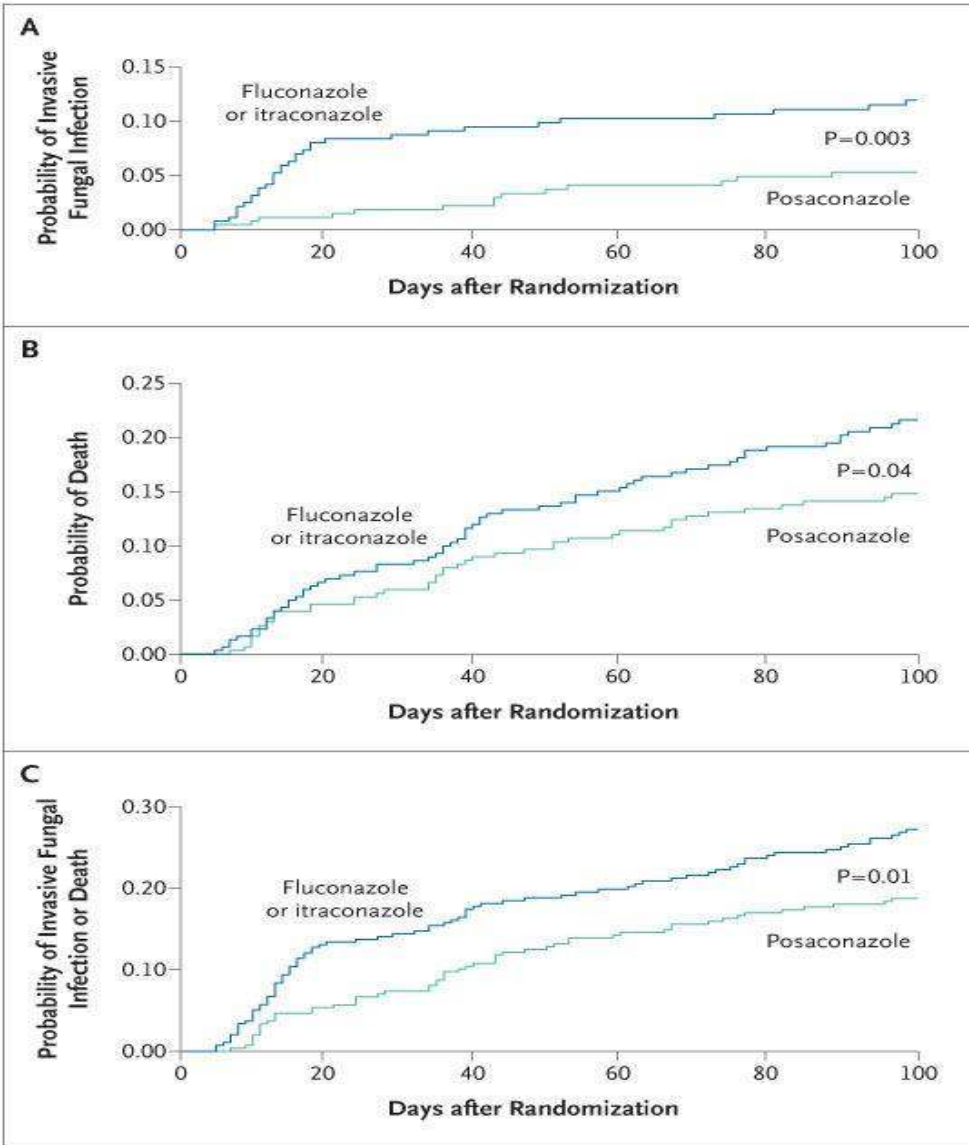 A
Probability of Invasive
Fungal Infection
0.15
0.10
0.05
0.00
Fluconazole
or itraconazole
P=0.003
Posaconazole
0
20
40
60
80
100
Days after Randomization
B
Probability of Death
0.25
0.20
0.15
0.10
0.05
0.00
Fluconazole
or itraconazole
P=0.04
Posaconazole
0
20
40
60
80
100
Days after Randomization
C
Probability of Invasive Fungal
Infection or Death
0.30
0.20
0.10
0.00
Fluconazole
or itraconazole
P=0.01
Posaconazole
0
20
40
60
80
100
Days after Randomization